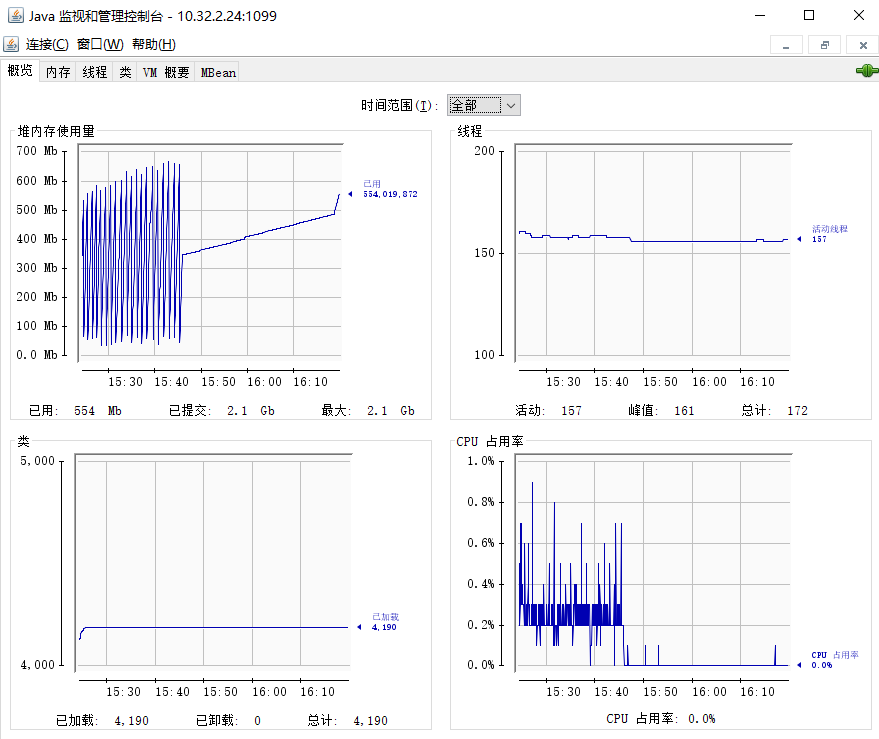 Java 监视和管理控制台 - 10.32.2.24:1099
连接(C) 窗口(W) 帮助(H)
概览 内存 线程 类 VM 概要 MBean
时间范围(I): 全部
堆内存使用量
700 Mb
600 Mb
500 Mb
400 Mb
300 Mb
200 Mb
100 Mb
0.0 Mb
已用
554,019,872
15:30 15:40 15:50 16:00 16:10
已用: 554 Mb 已提交: 2.1 Gb 最大: 2.1 Gb
线程
200
150
100
活动线程
157
15:30 15:40 15:50 16:00 16:10
活动: 157 峰值: 161 总计: 172
类
5,000
4,000
已加载
4,190
15:30 15:40 15:50 16:00 16:10
已加载: 4,190 已卸载: 0 总计: 4,190
CPU 占用率
1.0%
0.8%
0.6%
0.4%
0.2%
0.0%
CPU 占用率
0.0%
15:30 15:40 15:50 16:00 16:10
CPU 占用率: 0.0%